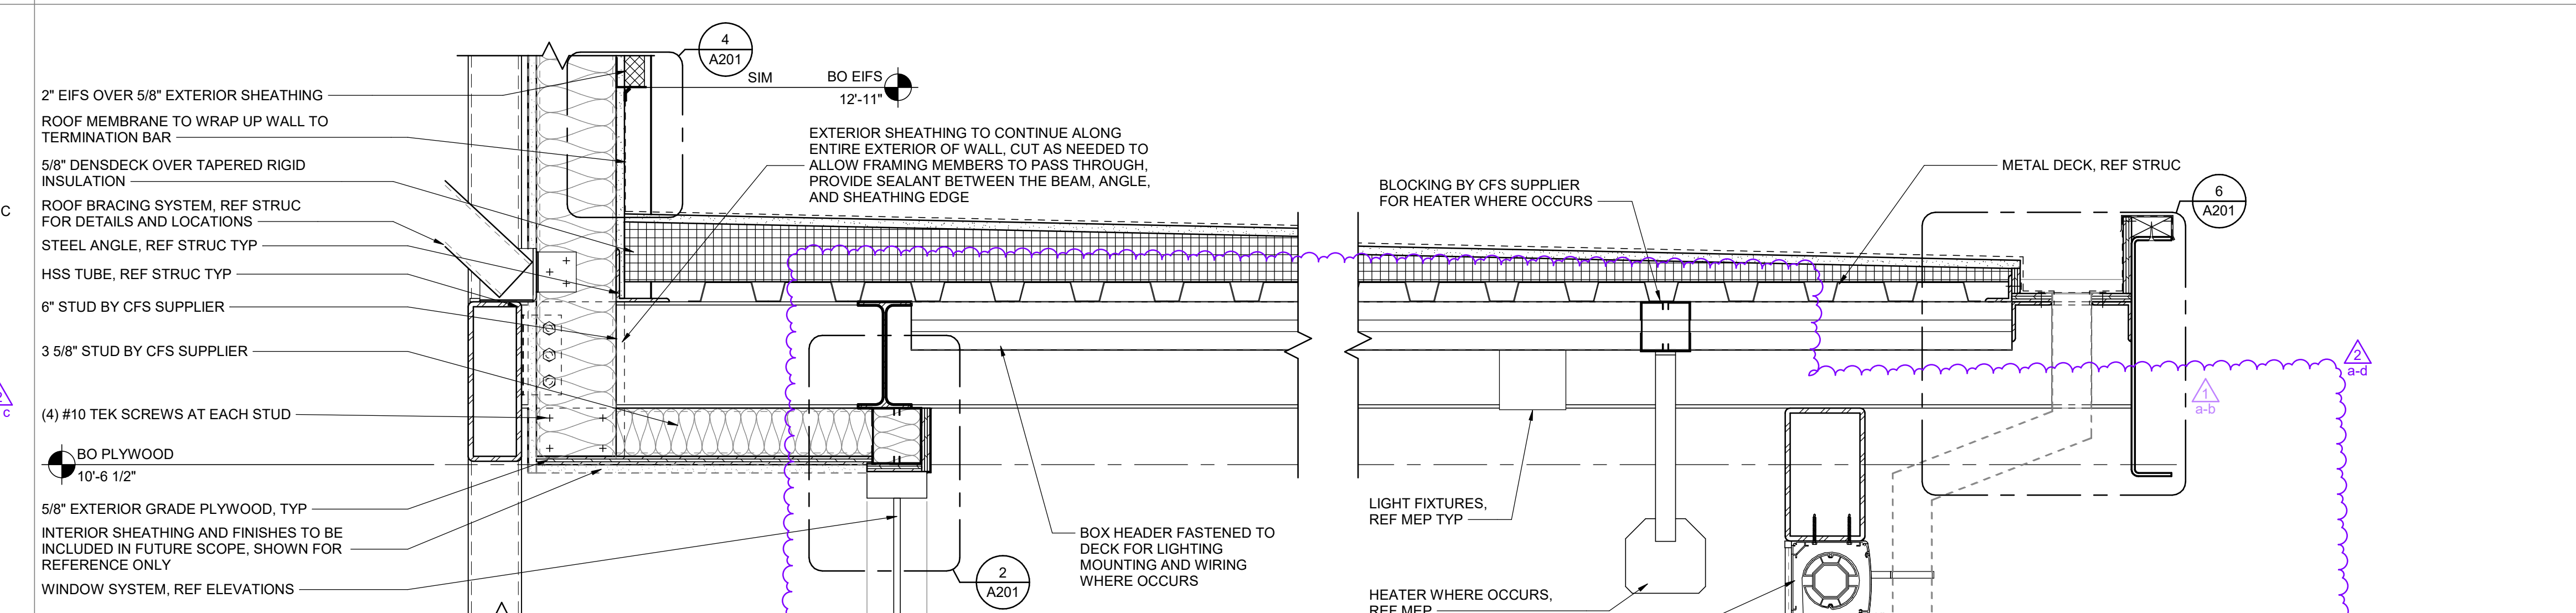 4
A201
SIM
BO EIFS
12'-11"
2" EIFS OVER 5/8" EXTERIOR SHEATHING
ROOF MEMBRANE TO WRAP UP WALL TO
TERMINATION BAR
5/8" DENSDECK OVER TAPERED RIGID
INSULATION
ROOF BRACING SYSTEM, REF STRUC
FOR DETAILS AND LOCATIONS
STEEL ANGLE, REF STRUC TYP
HSS TUBE, REF STRUC TYP
6" STUD BY CFS SUPPLIER
3 5/8" STUD BY CFS SUPPLIER
(4) #10 TEK SCREWS AT EACH STUD
BO PLYWOOD
10'-6 1/2"
5/8" EXTERIOR GRADE PLYWOOD, TYP
INTERIOR SHEATHING AND FINISHES TO BE
INCLUDED IN FUTURE SCOPE, SHOWN FOR
REFERENCE ONLY
WINDOW SYSTEM, REF ELEVATIONS
C
c
EXTERIOR SHEATHING TO CONTINUE ALONG
ENTIRE EXTERIOR OF WALL, CUT AS NEEDED TO
ALLOW FRAMING MEMBERS TO PASS THROUGH,
PROVIDE SEALANT BETWEEN THE BEAM, ANGLE,
AND SHEATHING EDGE
BLOCKING BY CFS SUPPLIER
FOR HEATER WHERE OCCURS
METAL DECK, REF STRUC
6
A201
2
a-d
1
a-b
LIGHT FIXTURES,
REF MEP TYP
BOX HEADER FASTENED TO
DECK FOR LIGHTING
MOUNTING AND WIRING
WHERE OCCURS
2
A201
HEATER WHERE OCCURS,
REF MEP